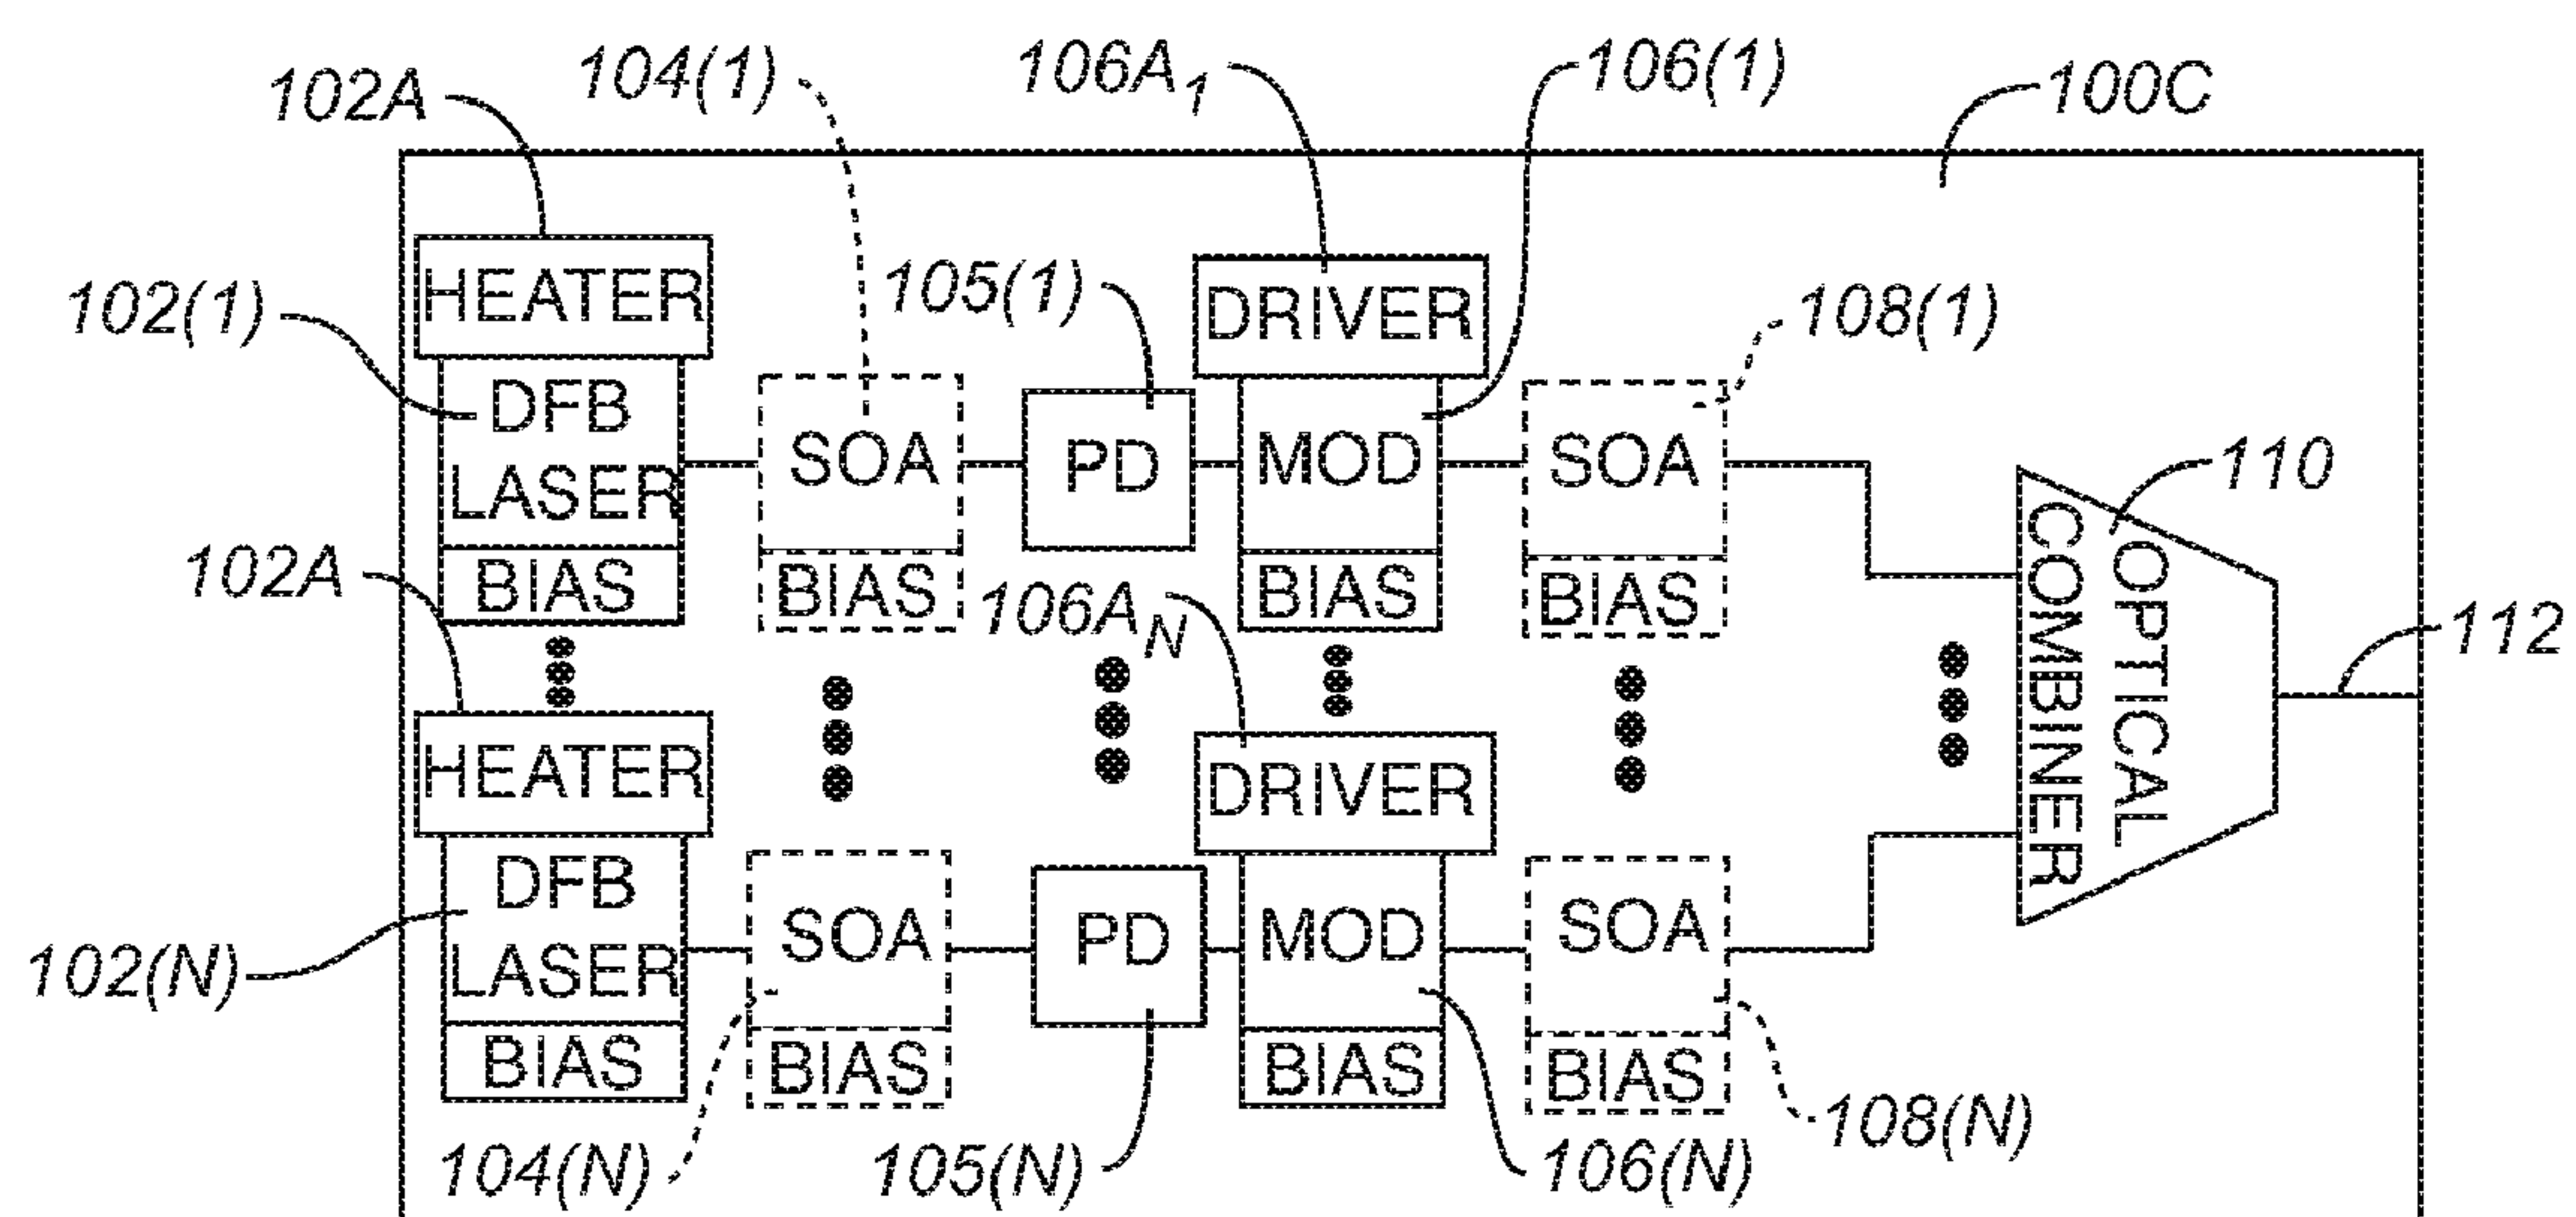 102A 104(1) 106A1 106(1) 100C
HEATER
102(1) 105(1) DRIVER 108(1)
DFB
LASER SOA PD MOD SOA 110
102A BIAS BIAS 106AN BIAS BIAS
OPTICAL
COMBINER
112
HEATER DRIVER
DFB
LASER SOA PD MOD SOA
102(N)
BIAS BIAS BIAS BIAS
104(N) 105(N) 106(N) 108(N)